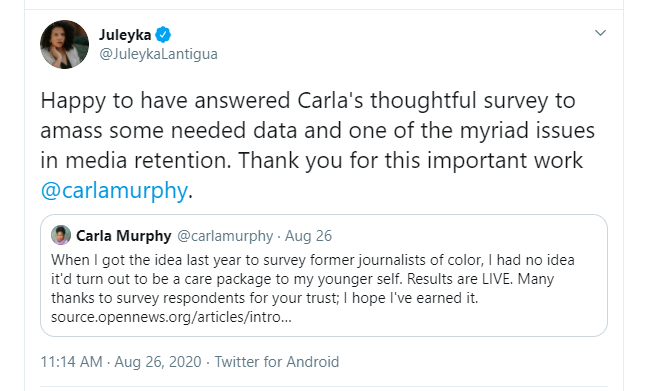 Juleyka
@JuleykaLantigua
Happy to have answered Carla's thoughtful survey to
amass some needed data and one of the myriad issues
in media retention. Thank you for this important work
@carlamurphy.
Carla Murphy @carlamurphy · Aug 26
When I got the idea last year to survey former journalists of color, I had no idea
it'd turn out to be a care package to my younger self. Results are LIVE. Many
thanks to survey respondents for your trust; I hope I've earned it.
source.opennews.org/articles/intro...
11:14 AM · Aug 26, 2020 · Twitter for Android